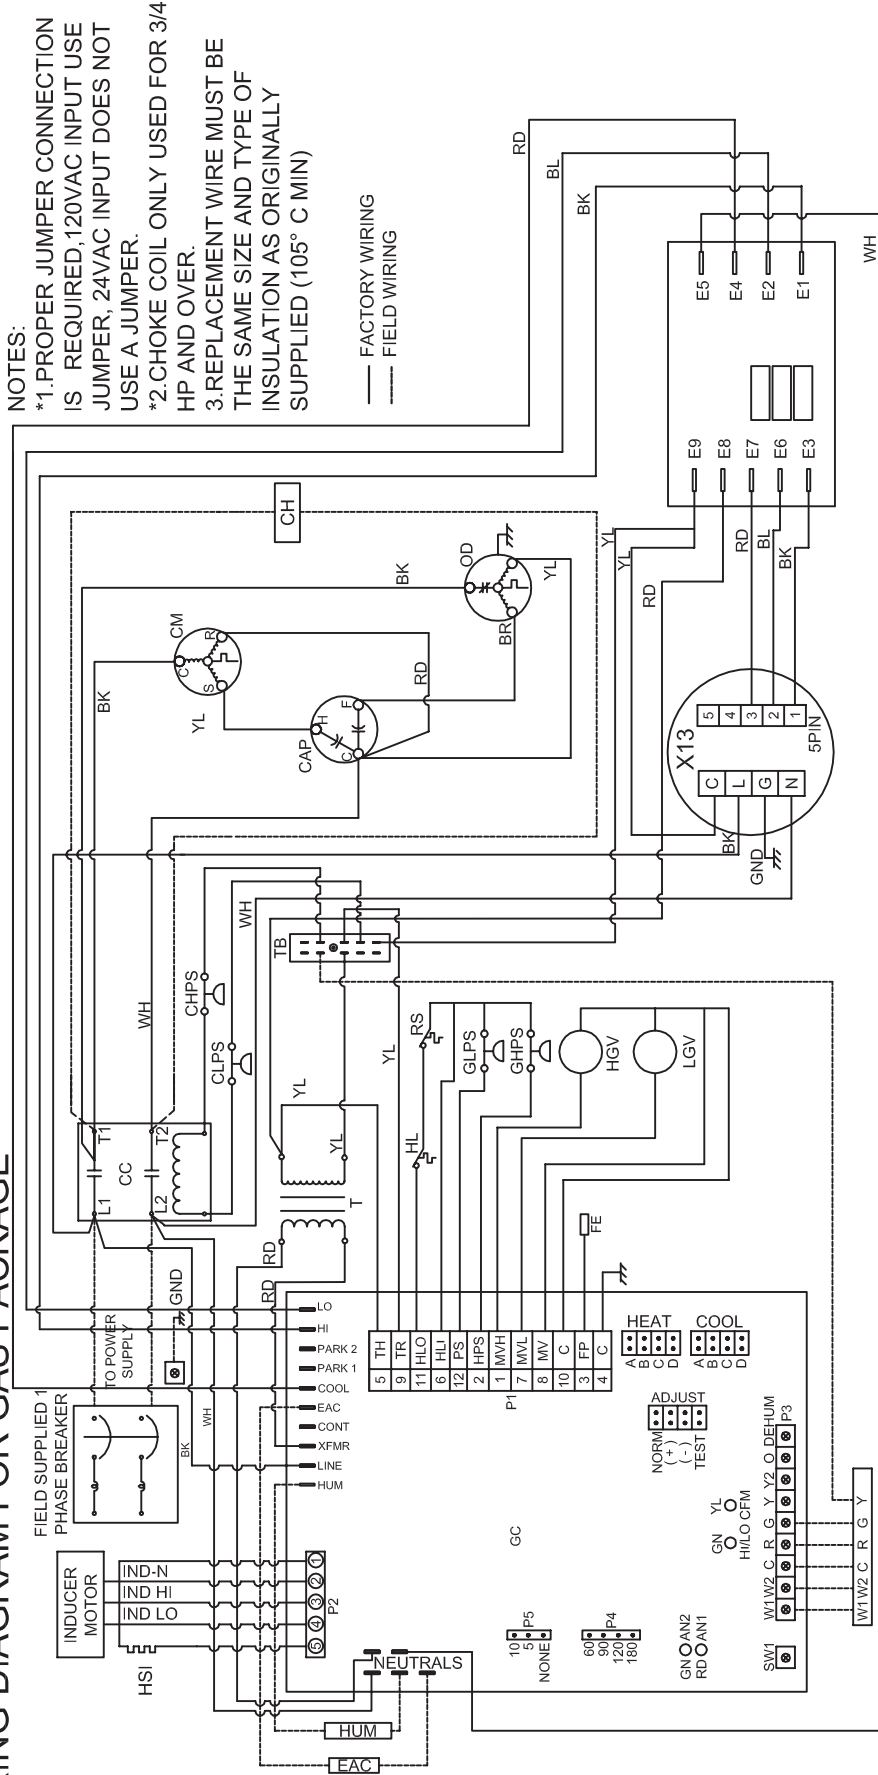 NOTES:
*1.PROPER JUMPER CONNECTION
IS REQUIRED,120VAC INPUT USE
JUMPER, 24VAC INPUT DOES NOT
USE A JUMPER.
*2.CHOKE COIL ONLY USED FOR 3/4
HP AND OVER.
3.REPLACEMENT WIRE MUST BE
THE SAME SIZE AND TYPE OF
INSULATION AS ORIGINALLY
SUPPLIED (105° C MIN)
FACTORY WIRING
FIELD WIRING
RD
BL
BK
WH
E5
E4
E2
E1
E9
E8
E7
E6
E3
YL
YL
RD
RD
BL
BK
CH
BK
OD
YL
BR
CM
C
R
S
BK
YL
RD
CAP
H
F
C
X13
5
4
3
2
1
5PIN
C
L
G
N
BK
GND
WH
WH
TB
CHPS
CLPS
YL
YL
YL
T1
T2
CC
L1
L2
T
RD
RD
RS
HL
GLPS
GHPS
HGV
LGV
FE
GND
TO POWER
SUPPLY
FIELD SUPPLIED 1
PHASE BREAKER
BK
WH
LO
HI
PARK 2
PARK 1
COOL
EAC
CONT
XFMR
LINE
HUM
5 TH
9 TR
11 HLO
6 HLI
12 PS
2 HPS
1 MVH
7 MVL
8 MV
10 C
3 FP
4 C
P1
HEAT
A
B
C
D
COOL
A
B
C
D
ADJUST
NORM
(+)
(-)
TEST
INDUCER
MOTOR
IND-N
IND HI
IND LO
HSI
1
2
3
4
5
P2
GC
GN
YL
HI/LO CFM
P3
DEHUM
O
Y2
Y
G
R
C
W2
W1
SW1
Y
G
R
C
W2
W1
P5
10
5
NONE
P4
60
90
120
180
GN AN2
RD AN1
NEUTRALS
HUM
EAC